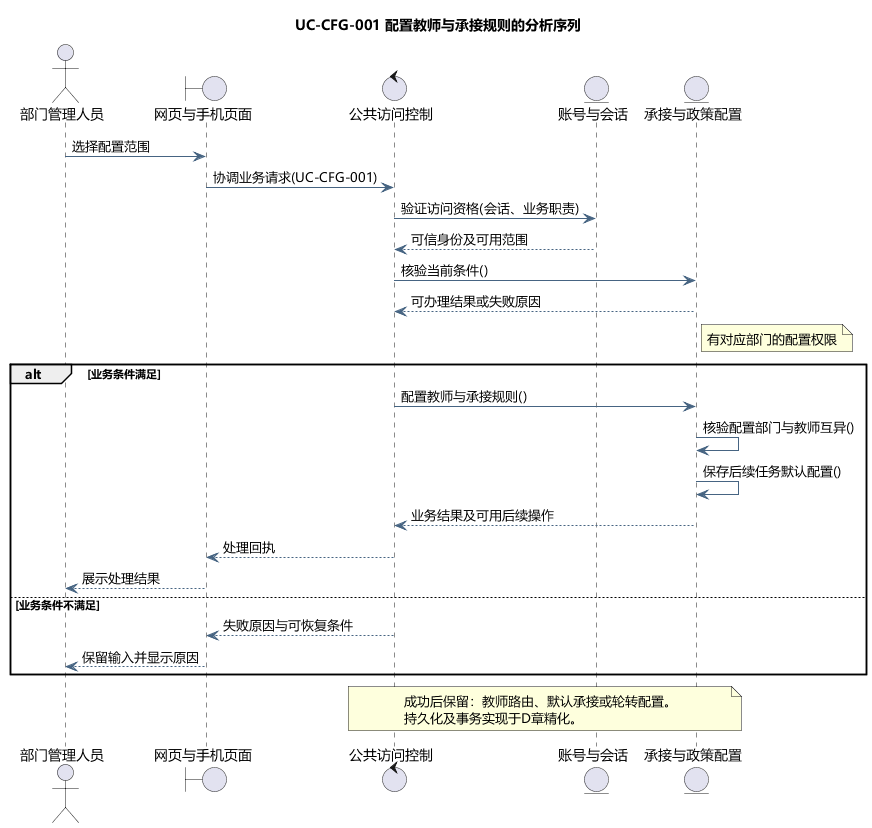 UC-CFG-001 配置教师与承接规则的分析序列
部门管理人员
网页与手机页面
公共访问控制
账号与会话
承接与政策配置
选择配置范围
协调业务请求(UC-CFG-001)
验证访问资格(会话、业务职责)
可信身份及可用范围
核验当前条件()
可办理结果或失败原因
有对应部门的配置权限
alt
[业务条件满足]
配置教师与承接规则()
核验配置部门与教师互异()
保存后续任务默认配置()
业务结果及可用后续操作
处理回执
展示处理结果
[业务条件不满足]
失败原因与可恢复条件
保留输入并显示原因
成功后保留：教师路由、默认承接或轮转配置。
持久化及事务实现于D章精化。
部门管理人员
网页与手机页面
公共访问控制
账号与会话
承接与政策配置